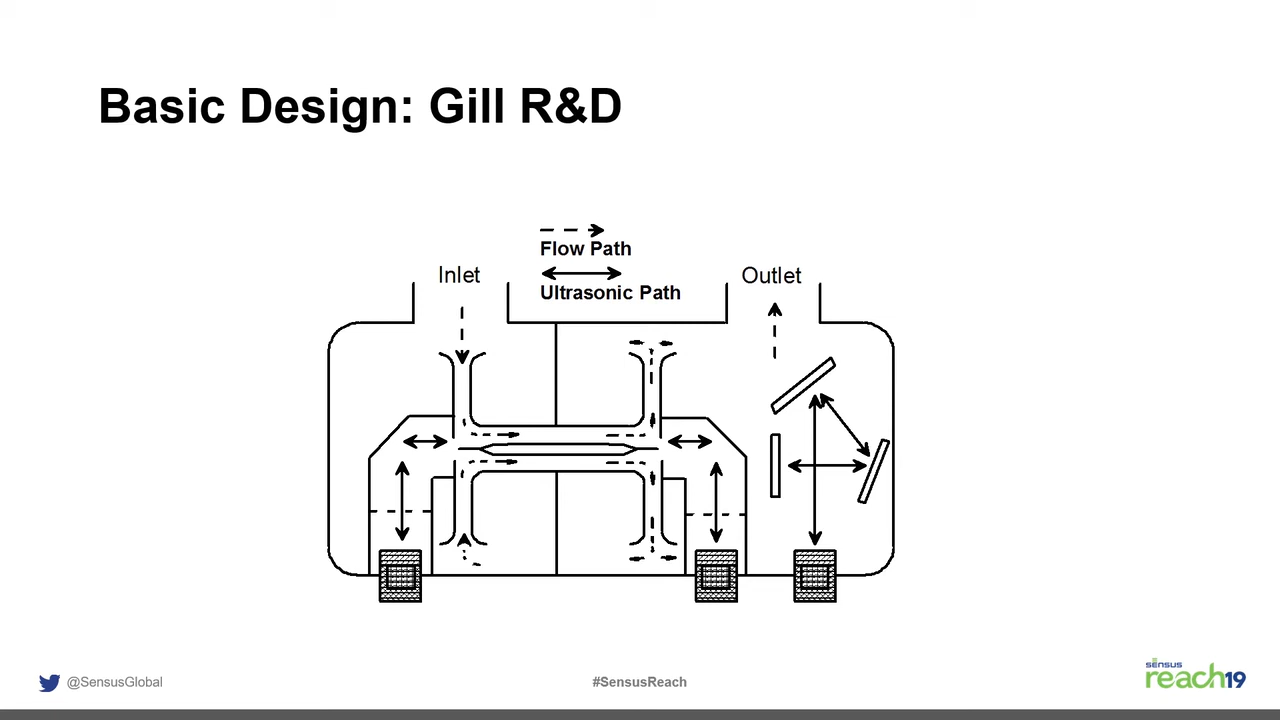 Basic Design: Gill R&D
Flow Path
Inlet
Ultrasonic Path
Outlet
@SensusGlobal
#SensusReach
sensus
reach19